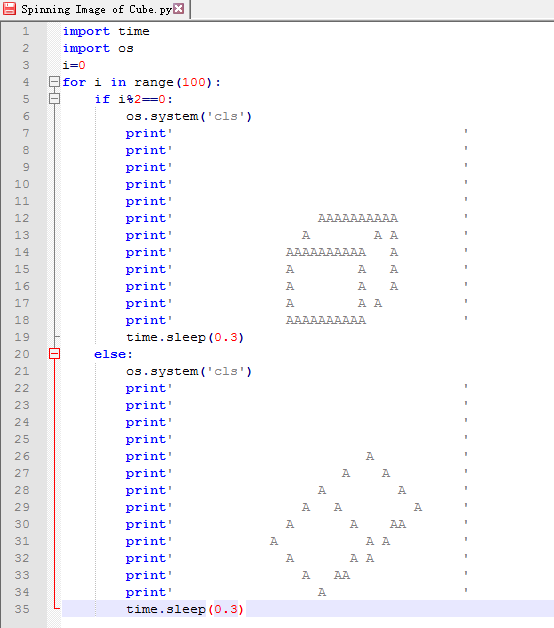 Spinning Image of Cube.py
1 import time
2 import os
3 i=0
4 for i in range(100):
5     if i%2==0:
6         os.system('cls')
7         print'                                    '
8         print'                                    '
9         print'                                    '
10         print'                                    '
11         print'                                    '
12         print'                  AAAAAAAAAA        '
13         print'                A        A A        '
14         print'              AAAAAAAAAA   A        '
15         print'              A        A   A        '
16         print'              A        A   A        '
17         print'              A        A A          '
18         print'              AAAAAAAAAA            '
19         time.sleep(0.3)
20     else:
21         os.system('cls')
22         print'                                    '
23         print'                                    '
24         print'                                    '
25         print'                                    '
26         print'                        A           '
27         print'                     A    A         '
28         print'                  A         A       '
29         print'                A   A         A     '
30         print'              A       A    AA       '
31         print'            A           A A         '
32         print'              A       A A           '
33         print'                A   AA              '
34         print'                  A                 '
35         time.sleep(0.3)